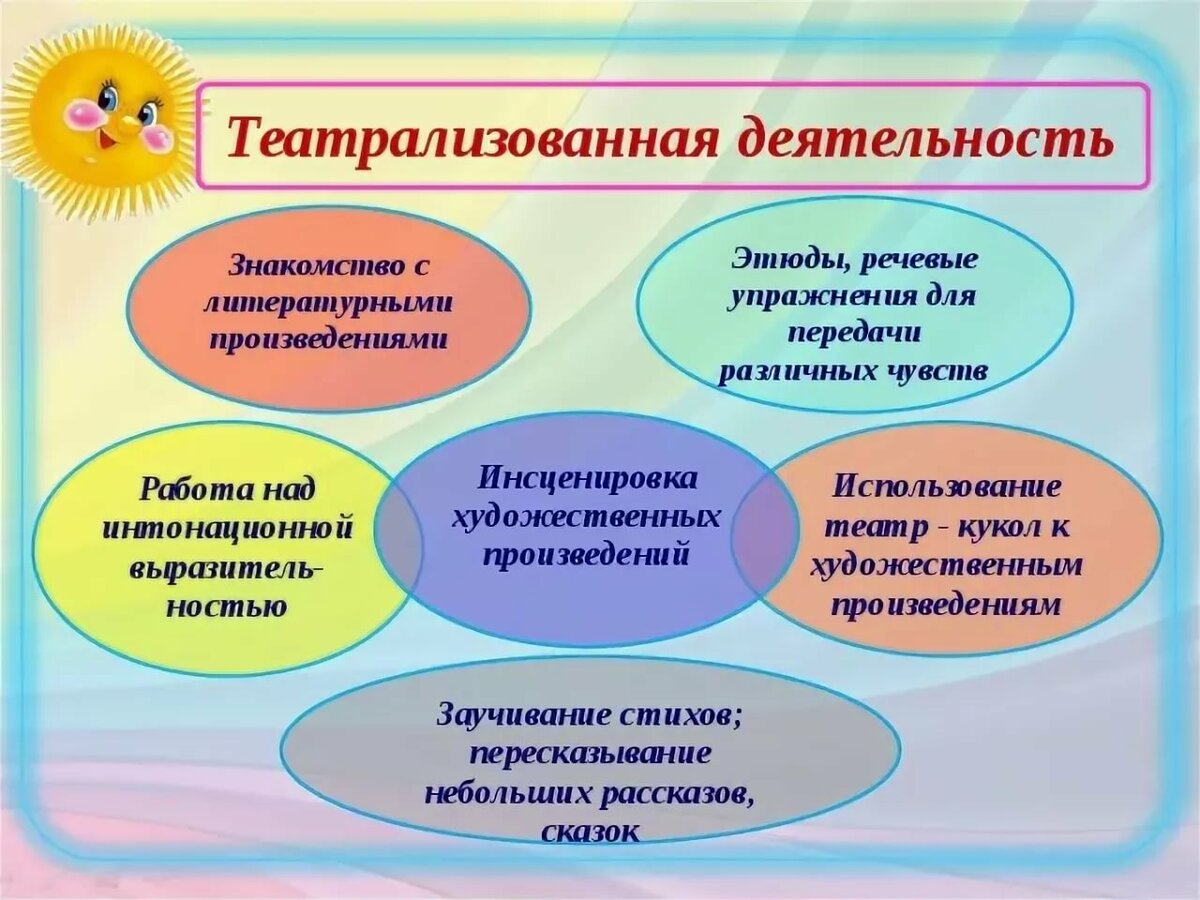 Театрализованная деятельность
Знакомство с
литературными
произведениями
Этюды, речевые
упражнения для
передачи
различных чувств
Работа над
интонационной
выразитель-
ностью
Инсценировка
художественных
произведений
Использование
театр - кукол к
художественным
произведениям
Заучивание стихов;
пересказывание
небольших рассказов,
сказок